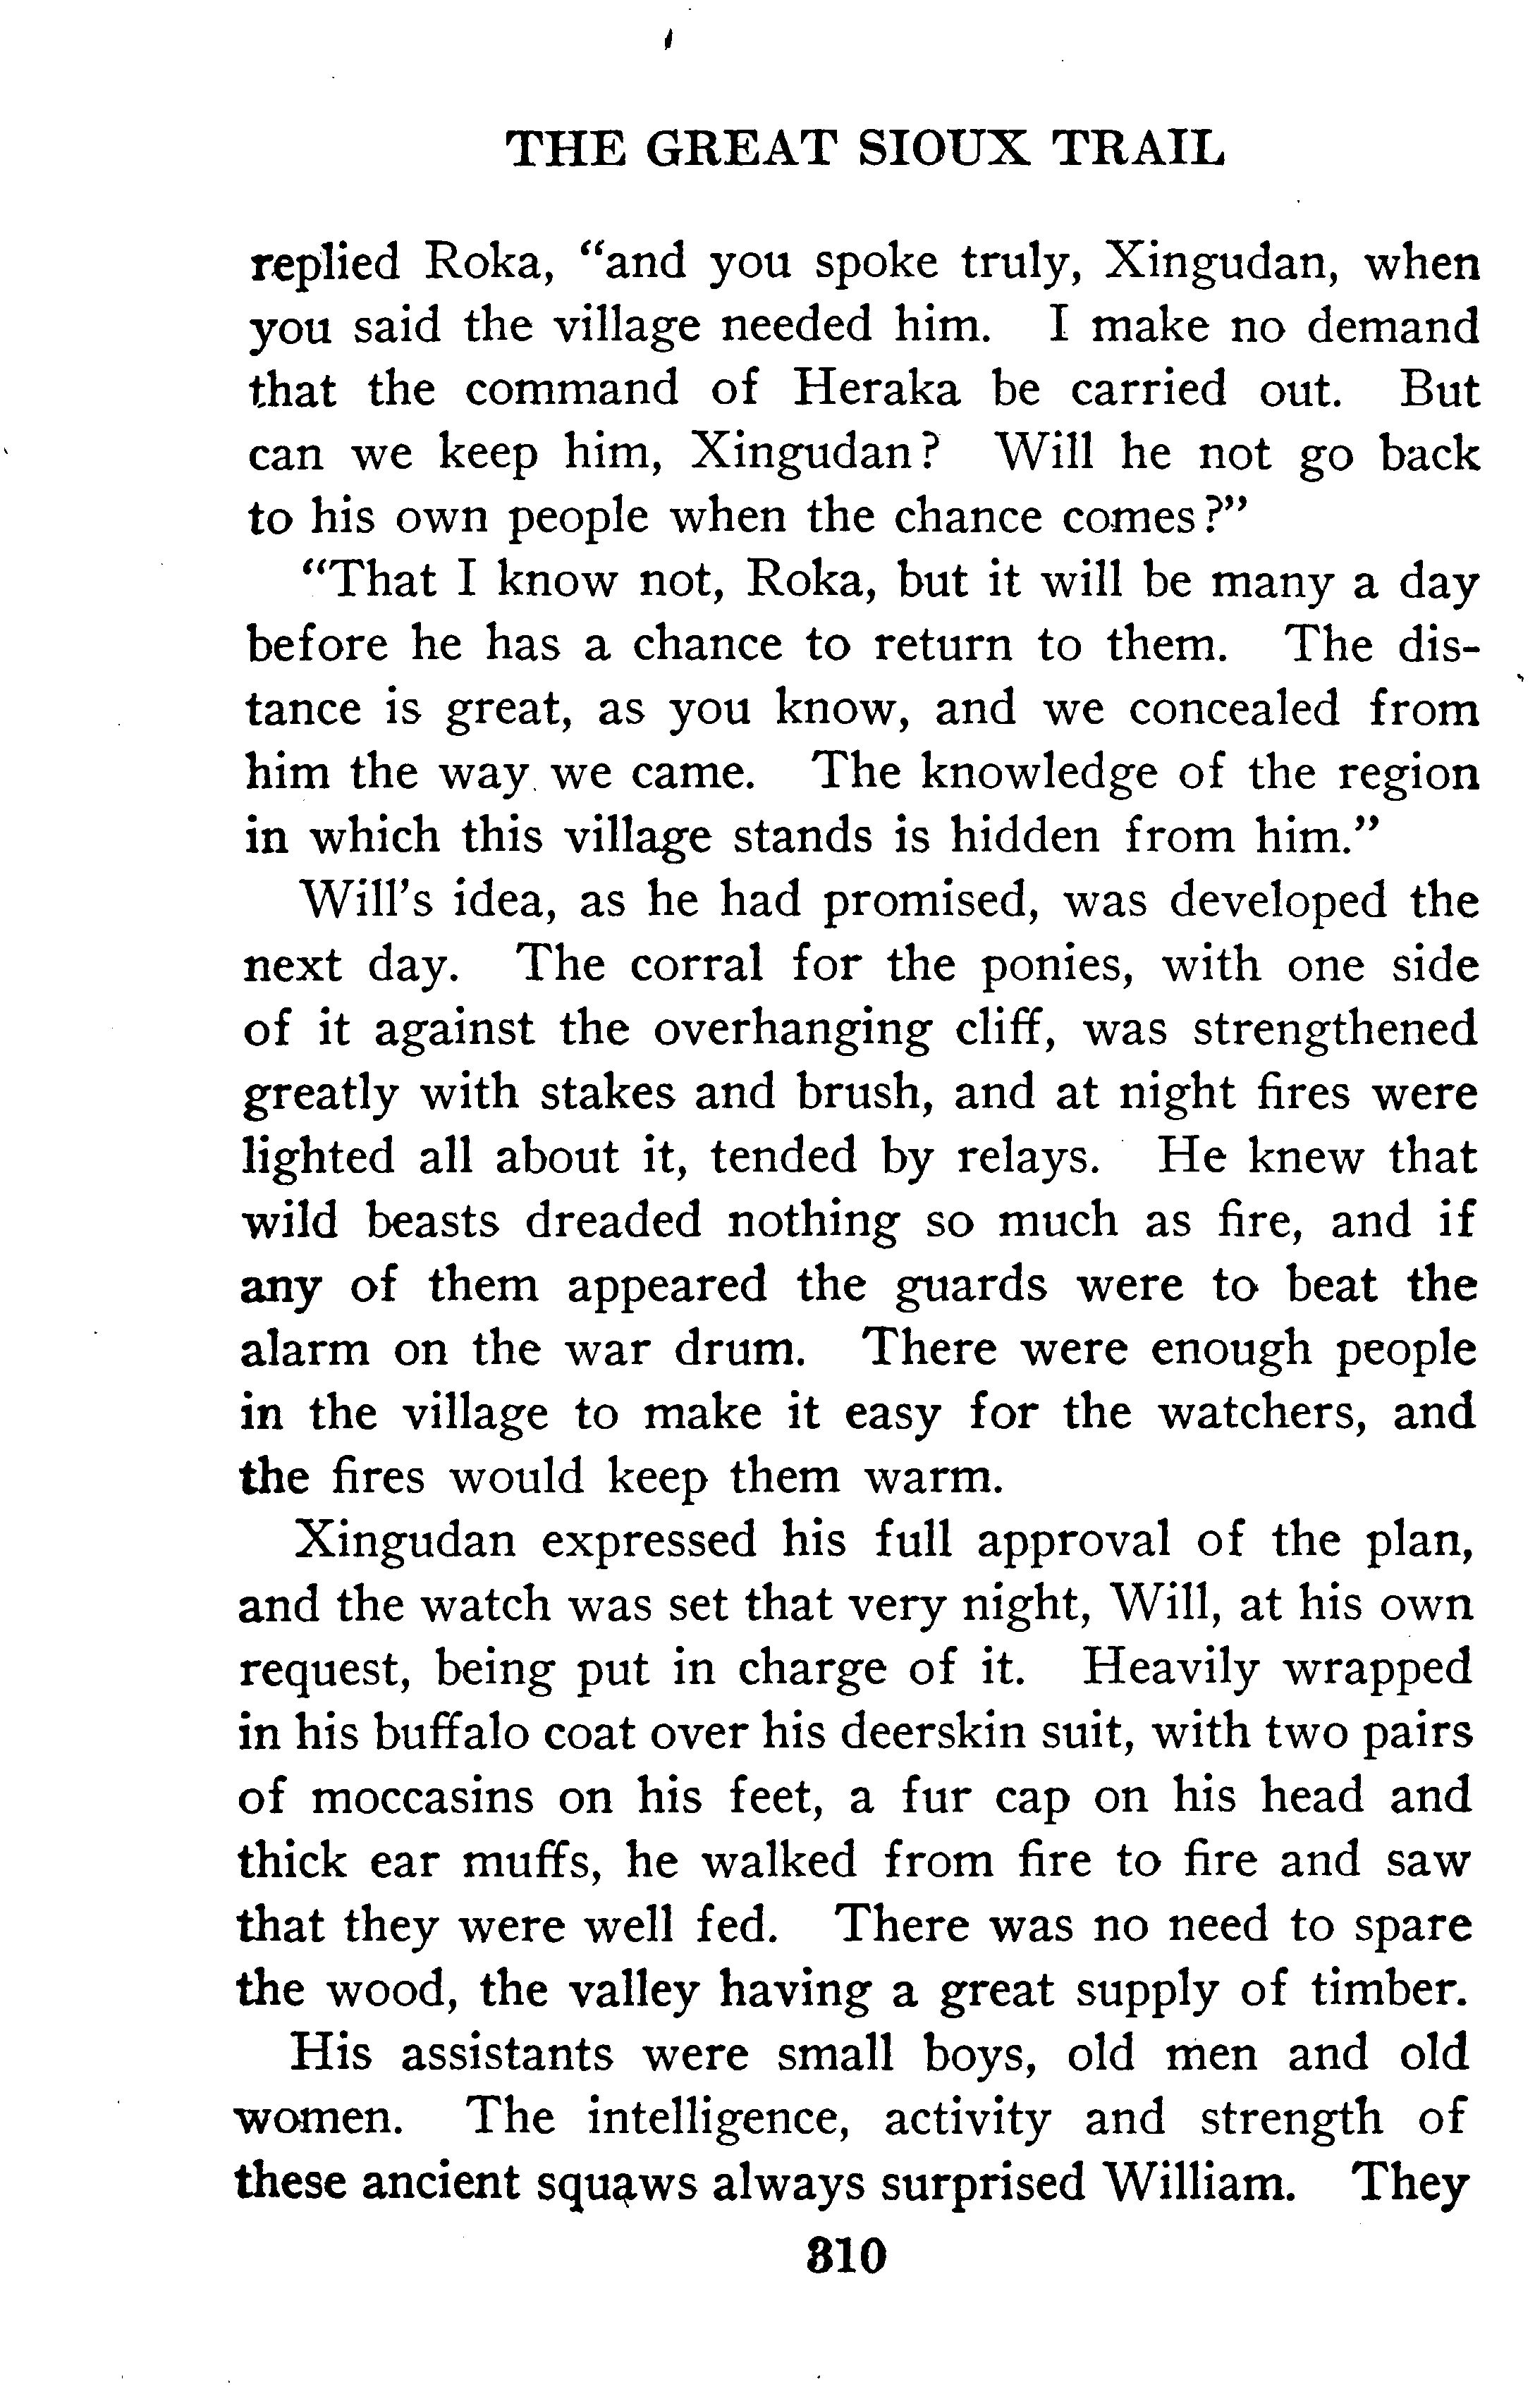 THE GREAT SIOUX TRAIL
replied Roka, “and you spoke truly, Xingudan, when
you said the village needed him. I make no demand
that the command of Heraka be carried out. But
can we keep him, Xingudan? Will he not go back
to his own people when the chance comes?”
“That I know not, Roka, but it will be many a day
before he has a chance to return to them. The dis-
tance is great, as you know, and we concealed from
him the way we came. The knowledge of the region
in which this village stands is hidden from him.”
Will's idea, as he had promised, was developed the
next day. The corral for the ponies, with one side
of it against the overhanging cliff, was strengthened
greatly with stakes and brush, and at night fires were
lighted all about it, tended by relays. He knew that
wild beasts dreaded nothing so much as fire, and if
any of them appeared the guards were to beat the
alarm on the war drum. There were enough people
in the village to make it easy for the watchers, and
the fires would keep them warm.
Xingudan expressed his full approval of the plan,
and the watch was set that very night, Will, at his own
request, being put in charge of it. Heavily wrapped
in his buffalo coat over his deerskin suit, with two pairs
of moccasins on his feet, a fur cap on his head and
thick ear muffs, he walked from fire to fire and saw
that they were well fed. There was no need to spare
the wood, the valley having a great supply of timber.
His assistants were small boys, old men and old
women. The intelligence, activity and strength of
these ancient squaws always surprised William. They
310